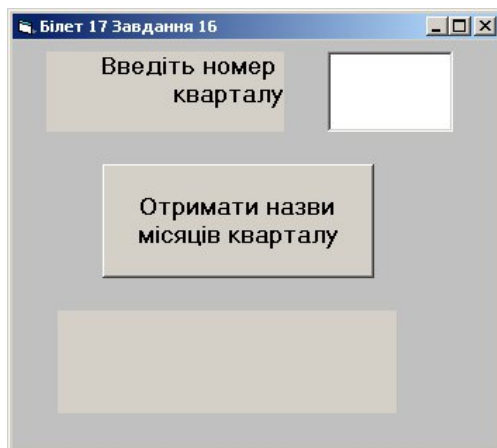 Білет 17 Завдання 16
Введіть номер
кварталу
Отримати назви
місяців кварталу